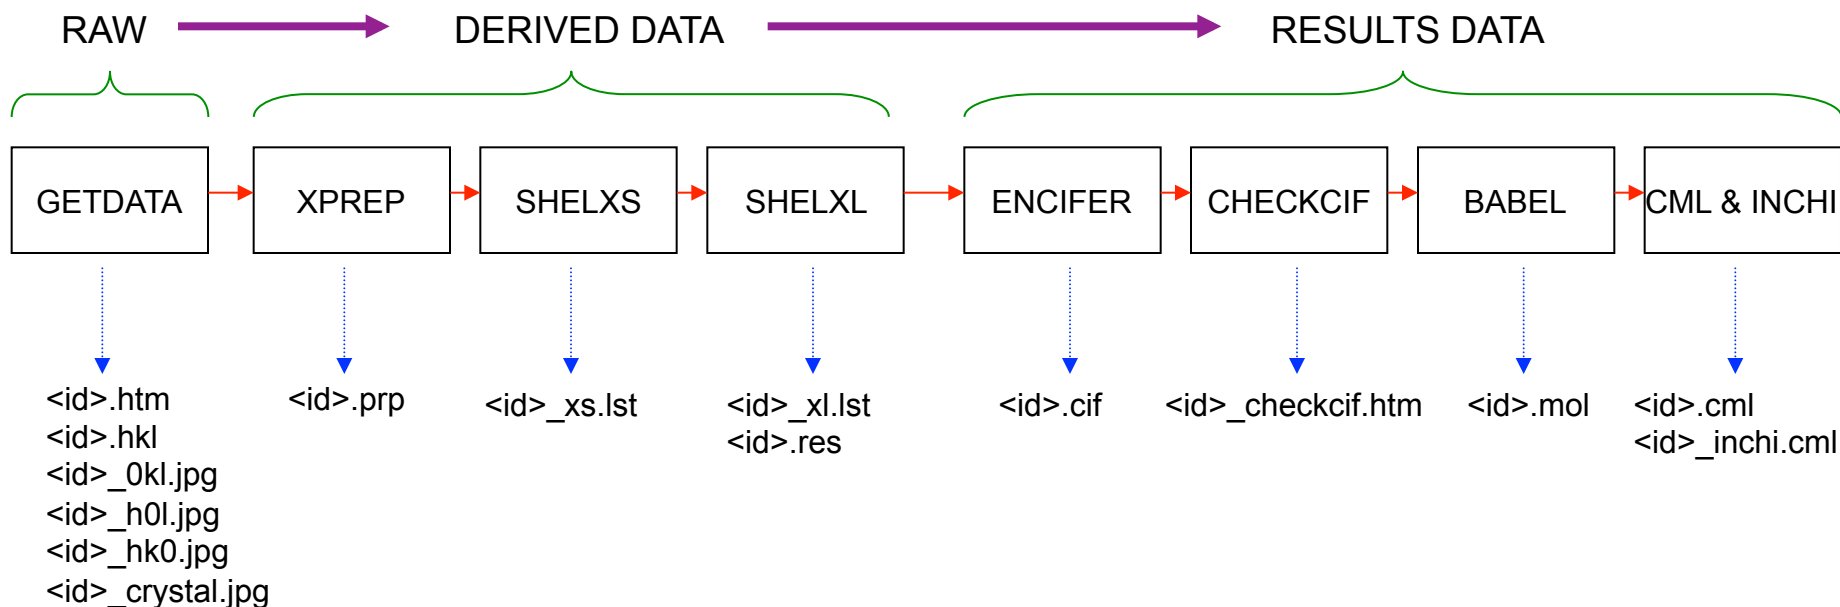 RAW
DERIVED DATA
RESULTS DATA
GETDATA
XPREP
SHELXS
SHELXL
ENCIFER
CHECKCIF
BABEL
CML & INCHI
<id>.htm
<id>.hkl
<id>_0kl.jpg
<id>_h0l.jpg
<id>_hk0.jpg
<id>_crystal.jpg
<id>.prp
<id>_xs.lst
<id>_xl.lst
<id>.res
<id>.cif
<id>_checkcif.htm
<id>.mol
<id>.cml
<id>_inchi.cml